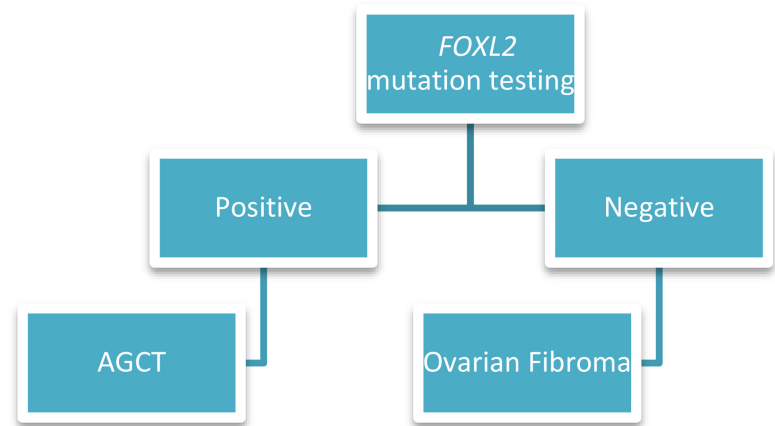 FOXL2
mutation testing
Positive
Negative
AGCT
Ovarian Fibroma